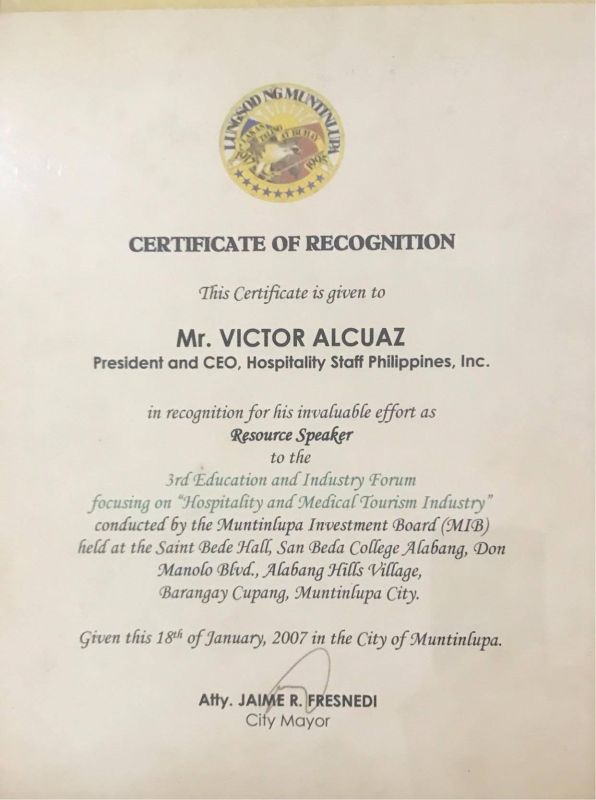 LUNGSOD NG MUNTINLUPA
1917 1995
CERTIFICATE OF RECOGNITION
This Certificate is given to
Mr. VICTOR ALCUAZ
President and CEO, Hospitality Staff Philippines, Inc.
in recognition for his invaluable effort as
Resource Speaker
to the
3rd Education and Industry Forum
focusing on "Hospitality and Medical Tourism Industry"
conducted by the Muntinlupa Investment Board (MIB)
held at the Saint Bede Hall, San Beda College Alabang, Don
Manolo Blvd., Alabang Hills Village,
Barangay Cupang, Muntinlupa City.
Given this 18th of January, 2007 in the City of Muntinlupa.
Atty. JAIME R. FRESNEDI
City Mayor